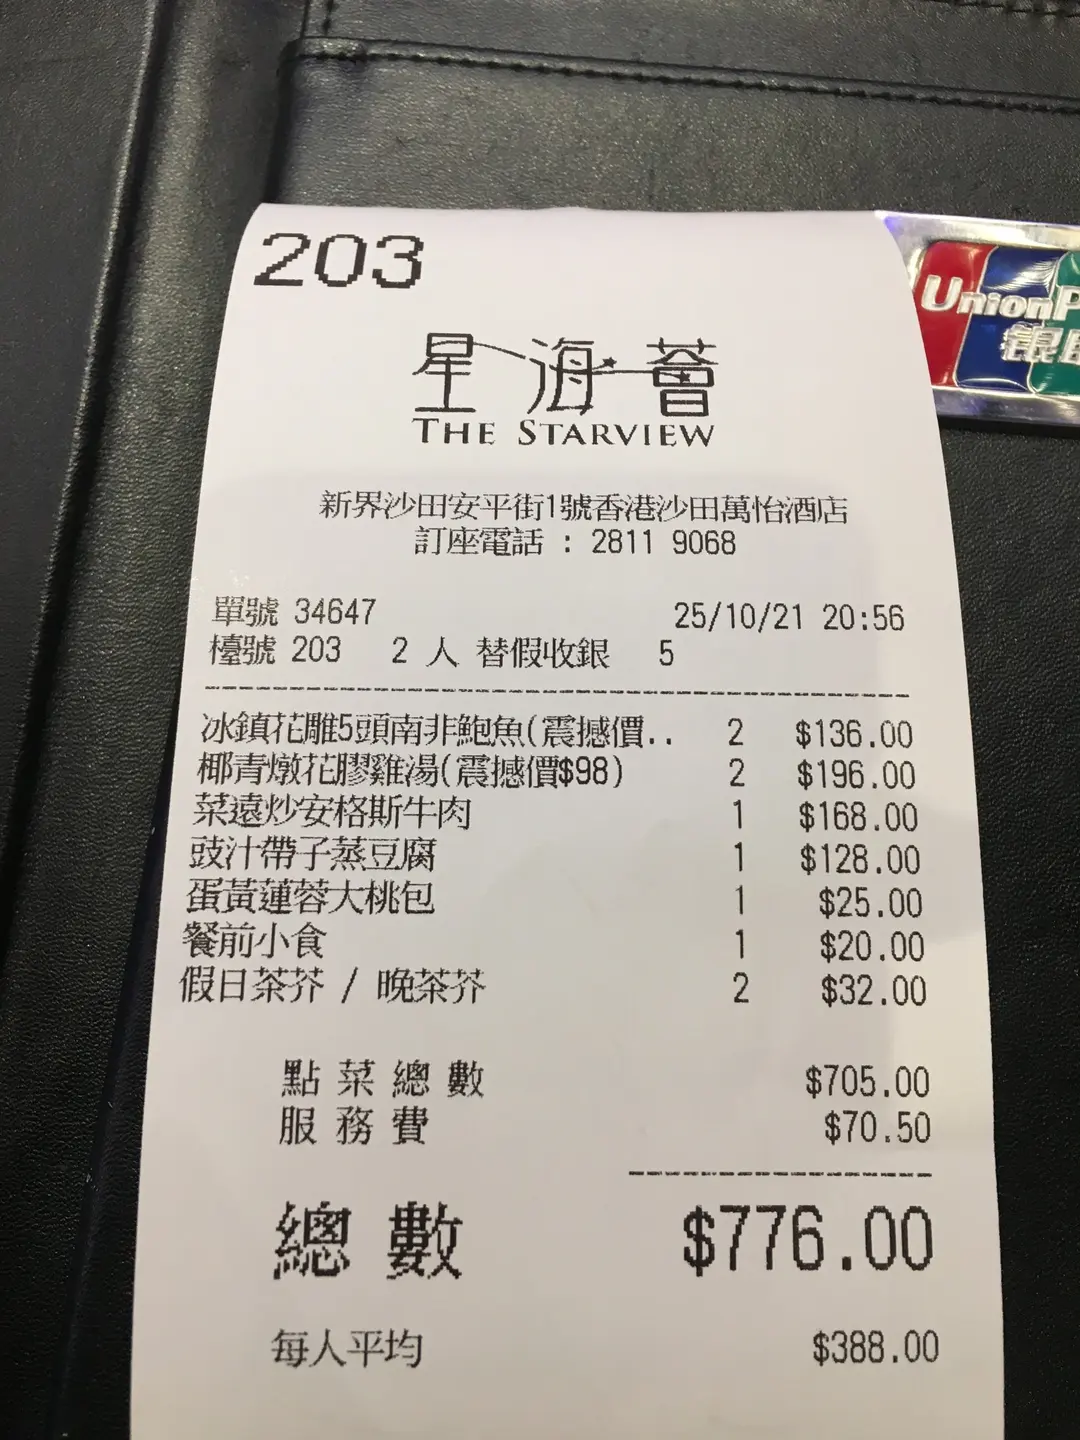 203
星海薈
THE STARVIEW
新界沙田安平街1號香港沙田萬怡酒店
訂座電話 : 2811 9068
單號 34647 25/10/21 20:56
檯號 203 2 人 替假收銀 5
冰鎮花雕5頭南非鮑魚(震撼價.. 2 $136.00
椰青燉花膠雞湯(震撼價$98) 2 $196.00
菜遠炒安格斯牛肉 1 $168.00
豉汁帶子蒸豆腐 1 $128.00
蛋黃蓮蓉大桃包 1 $25.00
餐前小食 1 $20.00
假日茶芥 / 晚茶芥 2 $32.00
點菜總數 $705.00
服務費 $70.50
總數 $776.00
每人平均 $388.00
UnionP
銀聯